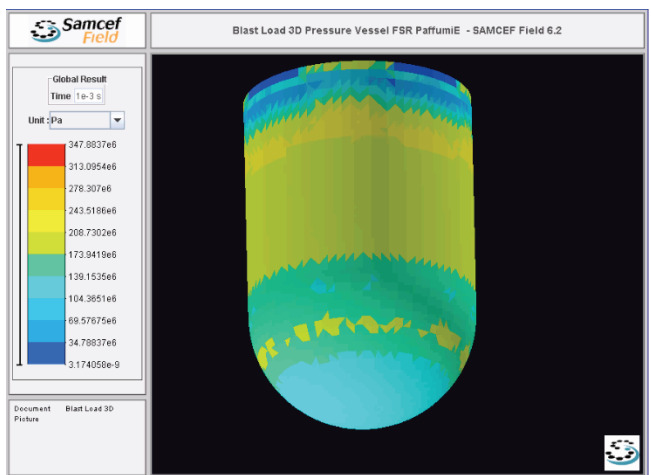 Samcef
Field
Blast Load 3D Pressure Vessel FSR PaffumiE - SAMCEF Field 6.2
Global Result
Time 1e-3 s
Unit : Pa
347.8837e6
313.0954e6
278.307e6
243.5186e6
208.7302e6
173.9419e6
139.1535e6
104.3651e6
69.57675e6
34.78837e6
3.174058e-9
Document Blast Load 3D
Picture